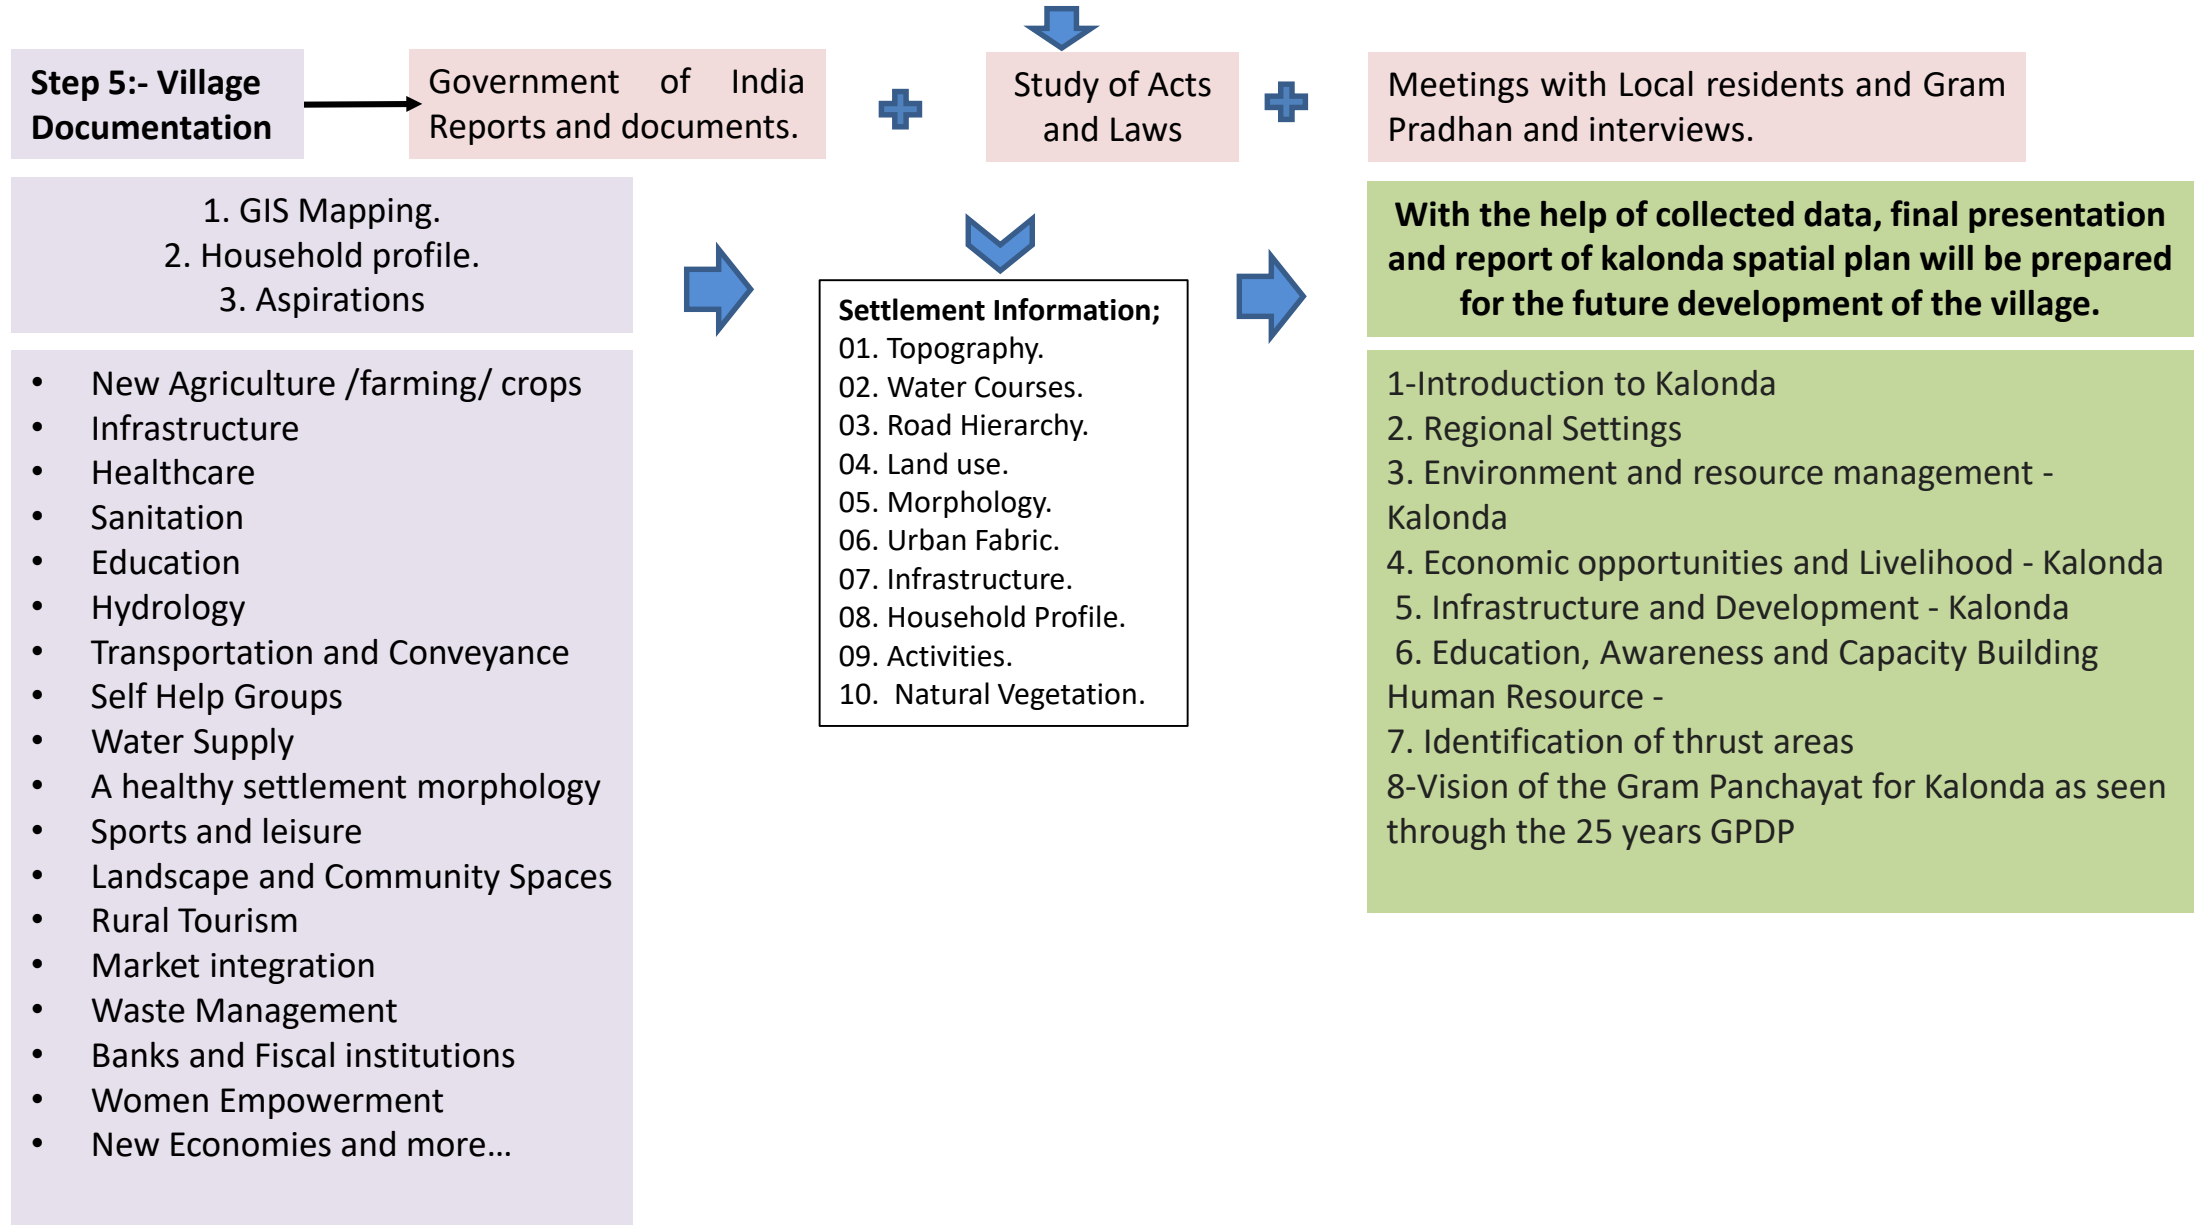 Step 5:- Village
Documentation
Government of India
Reports and documents.
Study of Acts
and Laws
Meetings with Local residents and Gram
Pradhan and interviews.
1. GIS Mapping.
2. Household profile.
3. Aspirations
• New Agriculture /farming/ crops
• Infrastructure
• Healthcare
• Sanitation
• Education
• Hydrology
• Transportation and Conveyance
• Self Help Groups
• Water Supply
• A healthy settlement morphology
• Sports and leisure
• Landscape and Community Spaces
• Rural Tourism
• Market integration
• Waste Management
• Banks and Fiscal institutions
• Women Empowerment
• New Economies and more...
Settlement Information;
01. Topography.
02. Water Courses.
03. Road Hierarchy.
04. Land use.
05. Morphology.
06. Urban Fabric.
07. Infrastructure.
08. Household Profile.
09. Activities.
10. Natural Vegetation.
With the help of collected data, final presentation
and report of kalonda spatial plan will be prepared
for the future development of the village.
1-Introduction to Kalonda
2. Regional Settings
3. Environment and resource management -
Kalonda
4. Economic opportunities and Livelihood - Kalonda
5. Infrastructure and Development - Kalonda
6. Education, Awareness and Capacity Building
Human Resource -
7. Identification of thrust areas
8-Vision of the Gram Panchayat for Kalonda as seen
through the 25 years GPDP